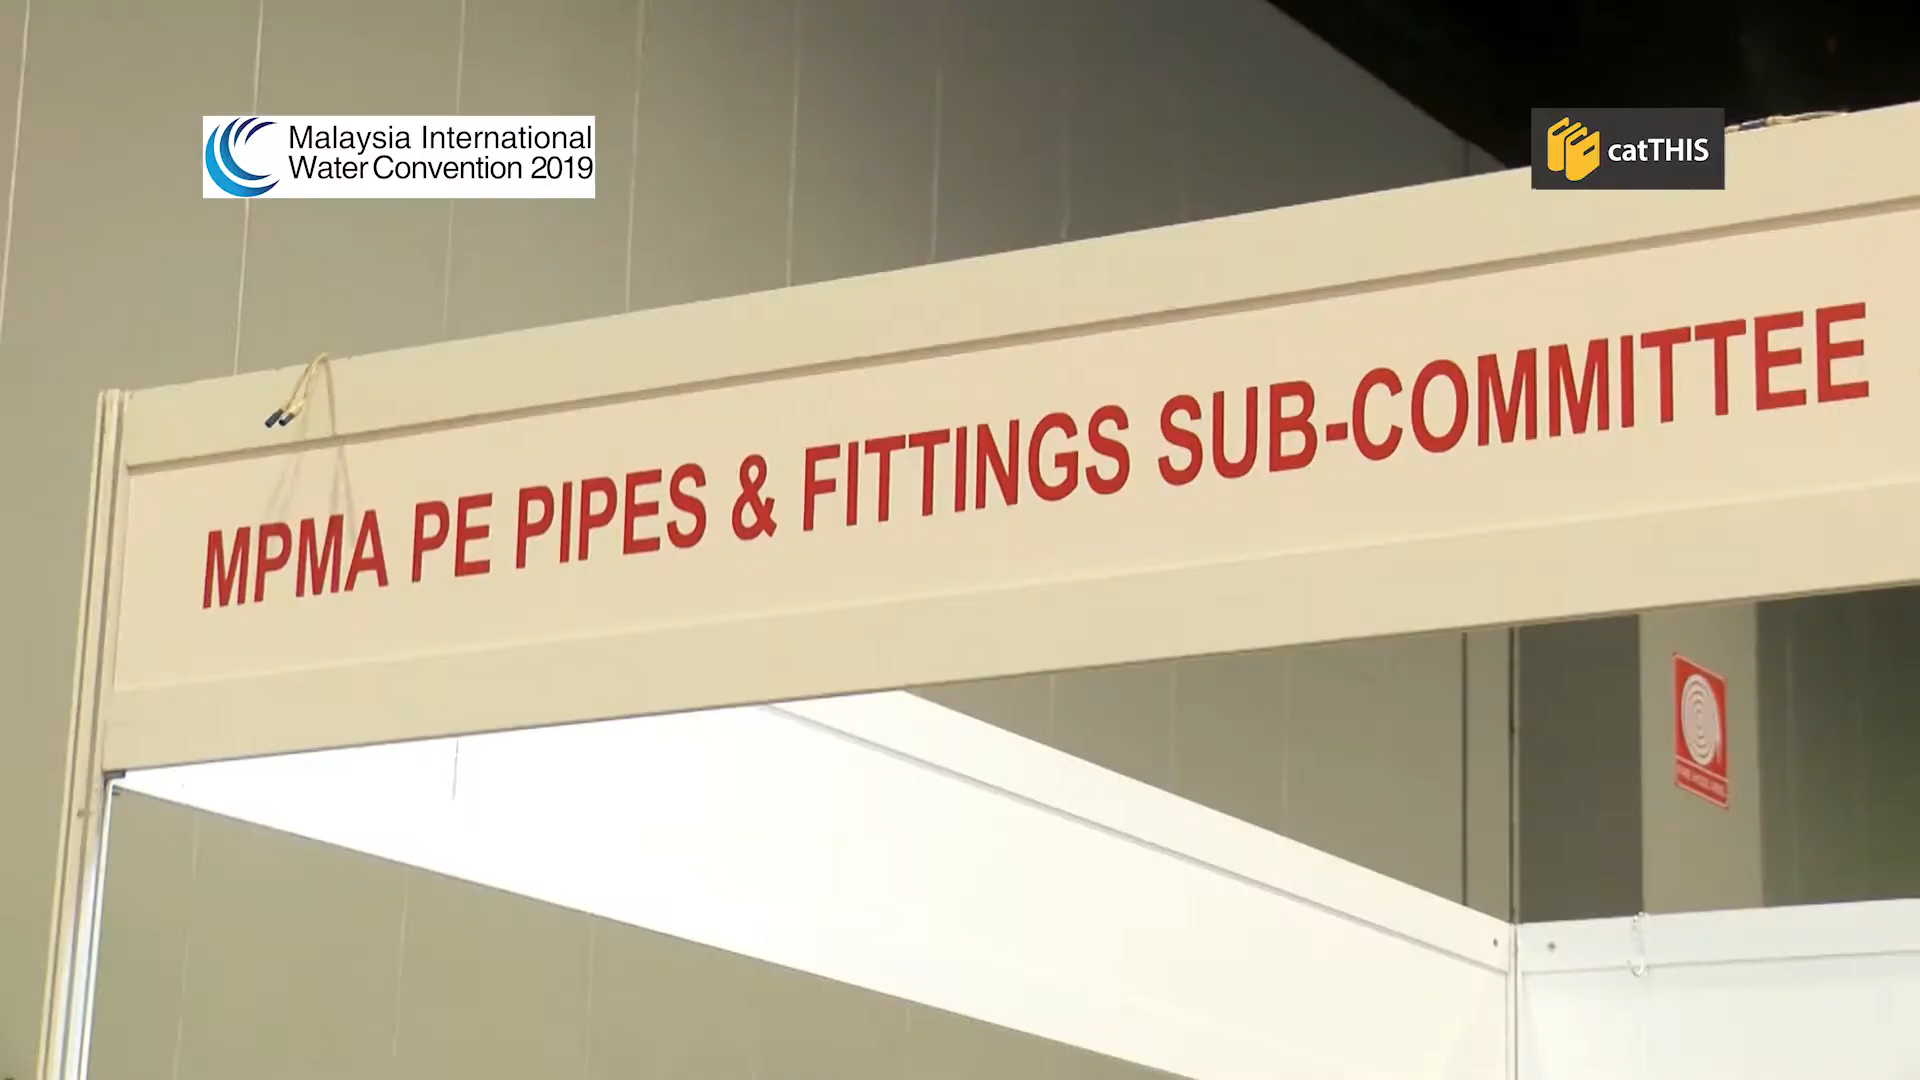 Malaysia International
Water Convention 2019
catTHIS
MPMA PE PIPES & FITTINGS SUB-COMMITTEE